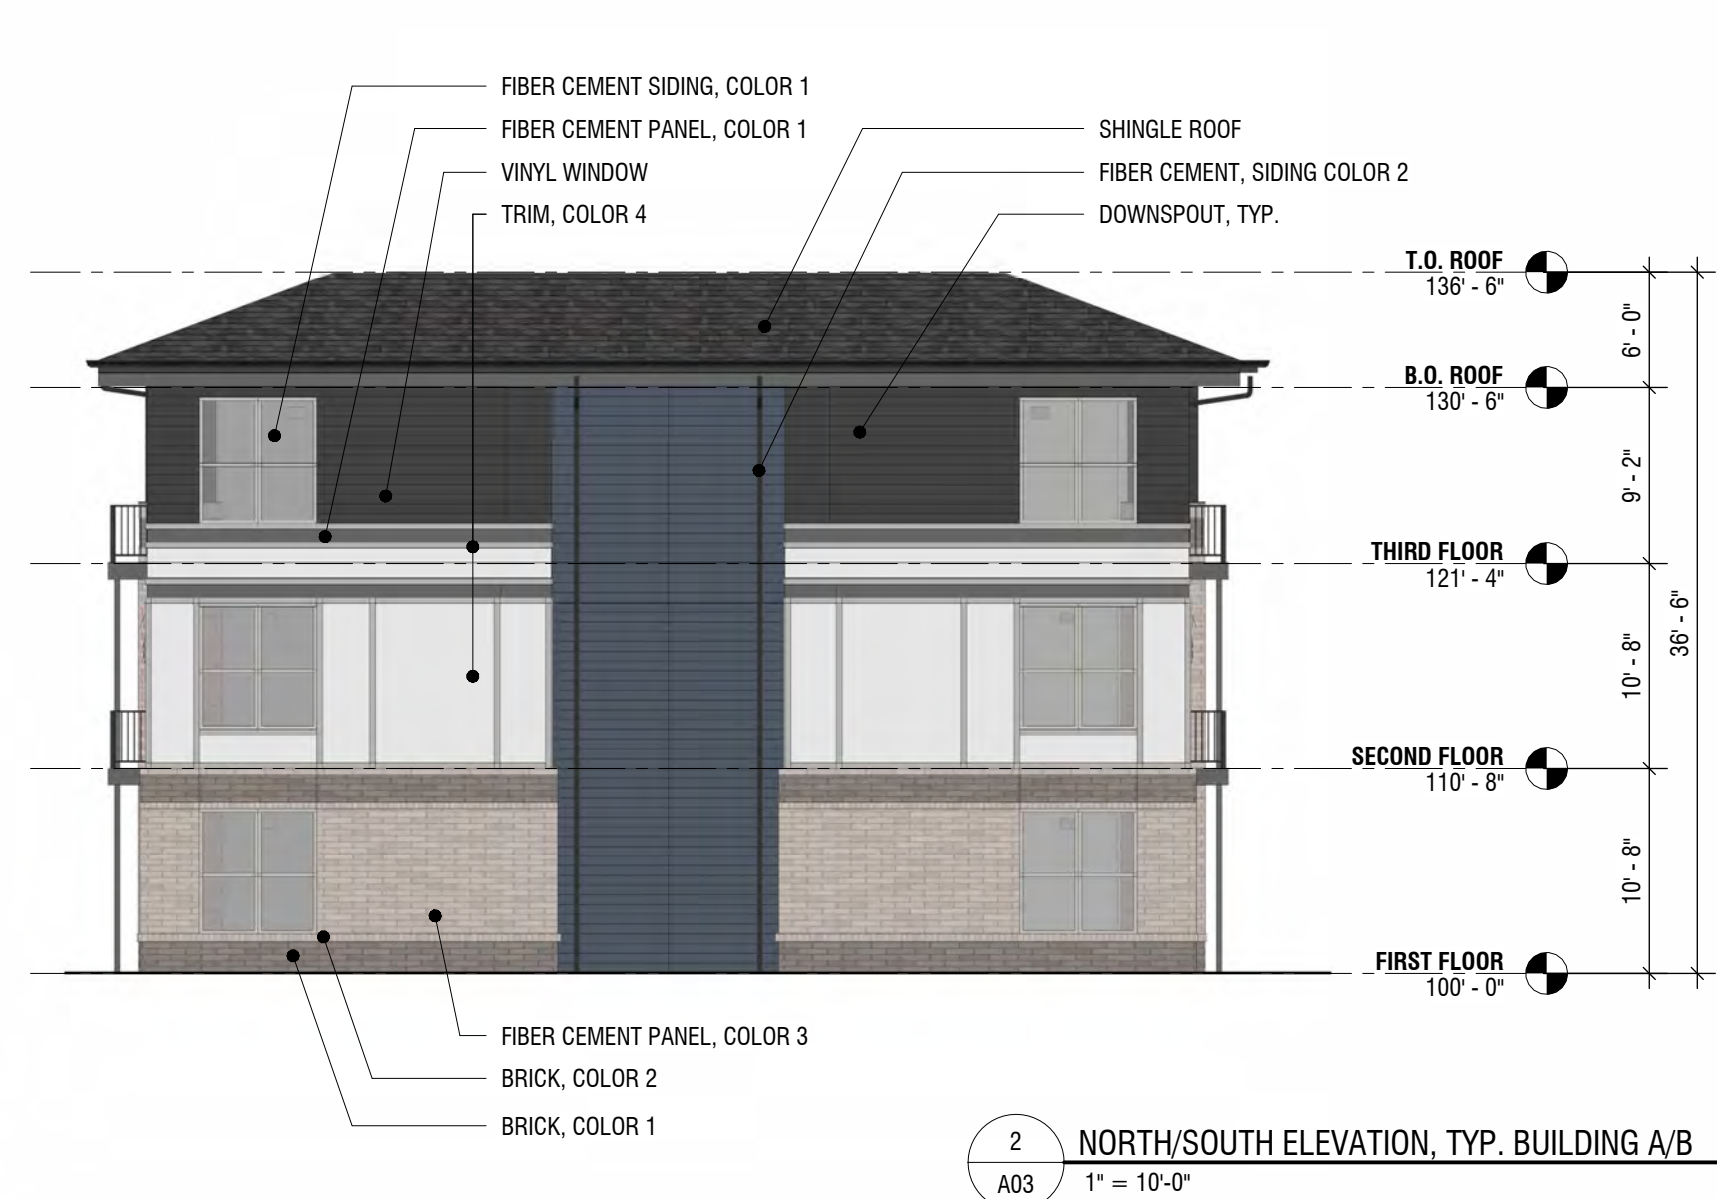 FIBER CEMENT SIDING, COLOR 1
FIBER CEMENT PANEL, COLOR 1
VINYL WINDOW
TRIM, COLOR 4
SHINGLE ROOF
FIBER CEMENT, SIDING COLOR 2
DOWNSPOUT, TYP.
T.O. ROOF
136' - 6"
6' - 0"
B.O. ROOF
130' - 6"
9' - 2"
THIRD FLOOR
121' - 4"
36' - 6"
10' - 8"
SECOND FLOOR
110' - 8"
10' - 8"
FIRST FLOOR
100' - 0"
FIBER CEMENT PANEL, COLOR 3
BRICK, COLOR 2
BRICK, COLOR 1
2
A03
NORTH/SOUTH ELEVATION, TYP. BUILDING A/B
1" = 10'-0"